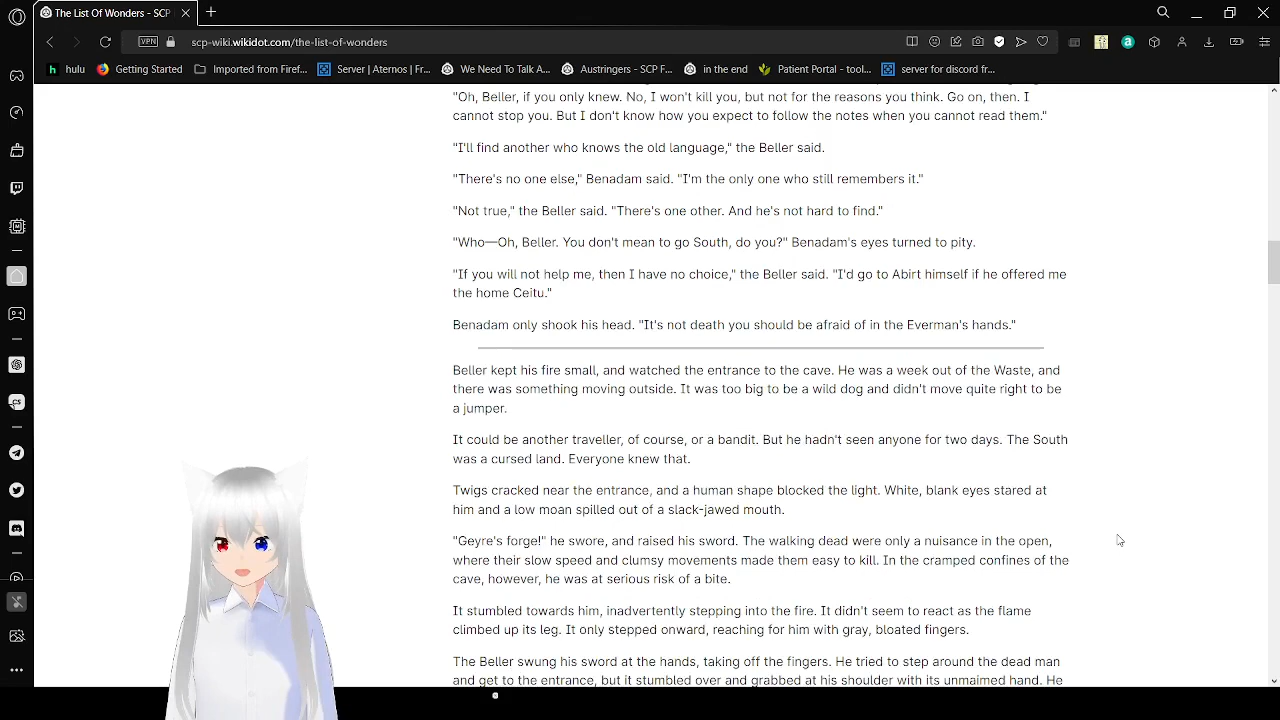 The List Of Wonders - SCP
scp-wiki.wikidot.com/the-list-of-wonders
VPN
hulu
Getting Started
Imported from Firef...
Server | Aternos | Fr...
We Need To Talk A...
Austringers - SCP F...
in the end
Patient Portal - tool...
server for discord fr...
"Oh, Beller, if you only knew. No, I won't kill you, but not for the reasons you think. Go on, then. I
cannot stop you. But I don't know how you expect to follow the notes when you cannot read them."
"I'll find another who knows the old language," the Beller said.
"There's no one else," Benadam said. "I'm the only one who still remembers it."
"Not true," the Beller said. "There's one other. And he's not hard to find."
"Who—Oh, Beller. You don't mean to go South, do you?" Benadam's eyes turned to pity.
"If you will not help me, then I have no choice," the Beller said. "I'd go to Abirt himself if he offered me
the home Ceitu."
Benadam only shook his head. "It's not death you should be afraid of in the Everman's hands."
Beller kept his fire small, and watched the entrance to the cave. He was a week out of the Waste, and
there was something moving outside. It was too big to be a wild dog and didn't move quite right to be
a jumper.
It could be another traveller, of course, or a bandit. But he hadn't seen anyone for two days. The South
was a cursed land. Everyone knew that.
Twigs cracked near the entrance, and a human shape blocked the light. White, blank eyes stared at
him and a low moan spilled out of a slack-jawed mouth.
"Geyre's forge!" he swore, and raised his sword. The walking dead were only a nuisance in the open,
where their slow speed and clumsy movements made them easy to kill. In the cramped confines of the
cave, however, he was at serious risk of a bite.
It stumbled towards him, inadvertently stepping into the fire. It didn't seem to react as the flame
climbed up its leg. It only stepped onward, reaching for him with gray, bloated fingers.
The Beller swung his sword at the hands, taking off the fingers. He tried to step around the dead man
and get to the entrance, but it stumbled over and grabbed at his shoulder with its unmaimed hand. He